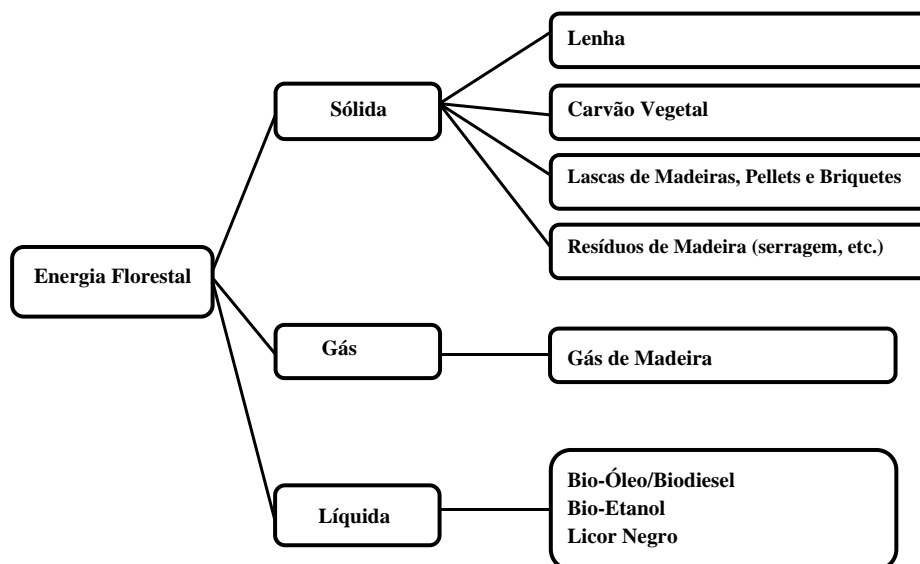 Energia Florestal
Sólida
Lenha
Carvão Vegetal
Lascas de Madeiras, Pellets e Briquetes
Resíduos de Madeira (serragem, etc.)
Gás
Gás de Madeira
Líquida
Bio-Óleo/Biodiesel
Bio-Etanol
Licor Negro